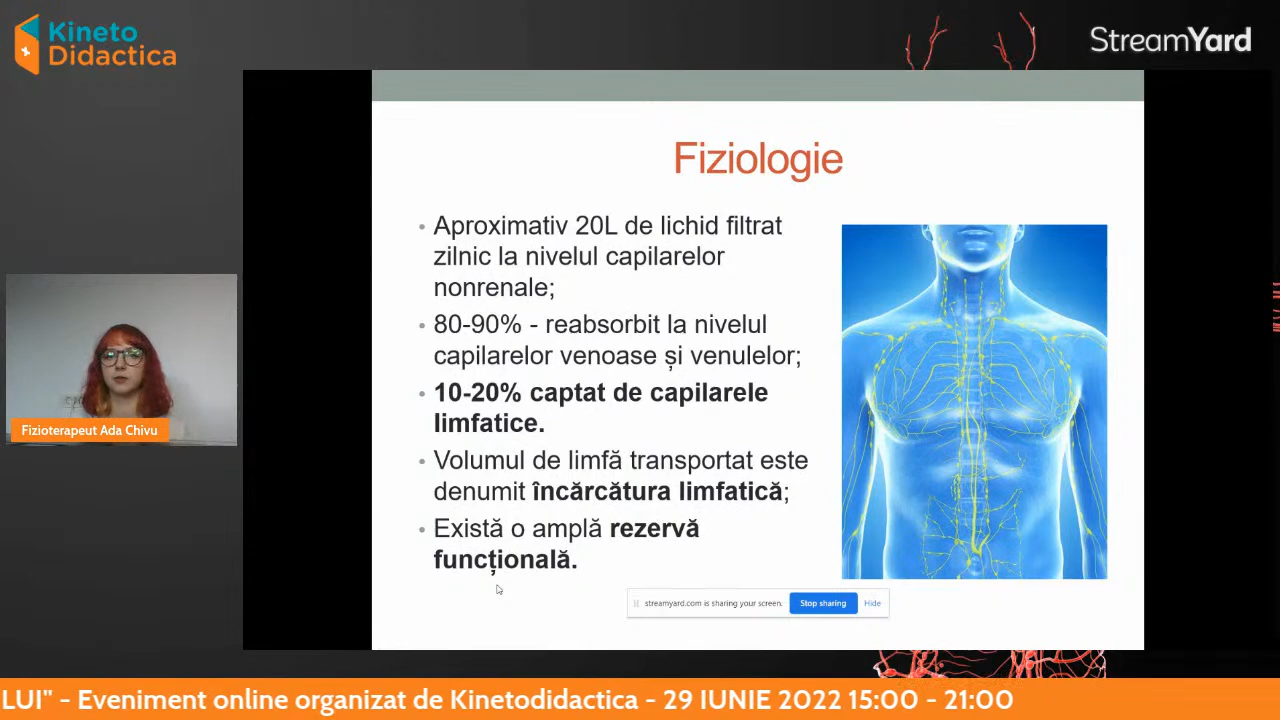 Kineto
Didactica
StreamYard
Fiziologie
• Aproximativ 20L de lichid filtrat
zilnic la nivelul capilarelor
nonrenale;
• 80-90% - reabsorbit la nivelul
capilarelor venoase și venulelor;
• 10-20% captat de capilarele
limfatice.
• Volumul de limfă transportat este
denumit încărcătura limfatică;
• Există o amplă rezervă
funcțională.
streamyard.com is sharing your screen.
Stop sharing
Hide
Fizioterapeut Ada Chivu
LUI" - Eveniment online organizat de Kinetodidactica - 29 IUNIE 2022 15:00 - 21:00